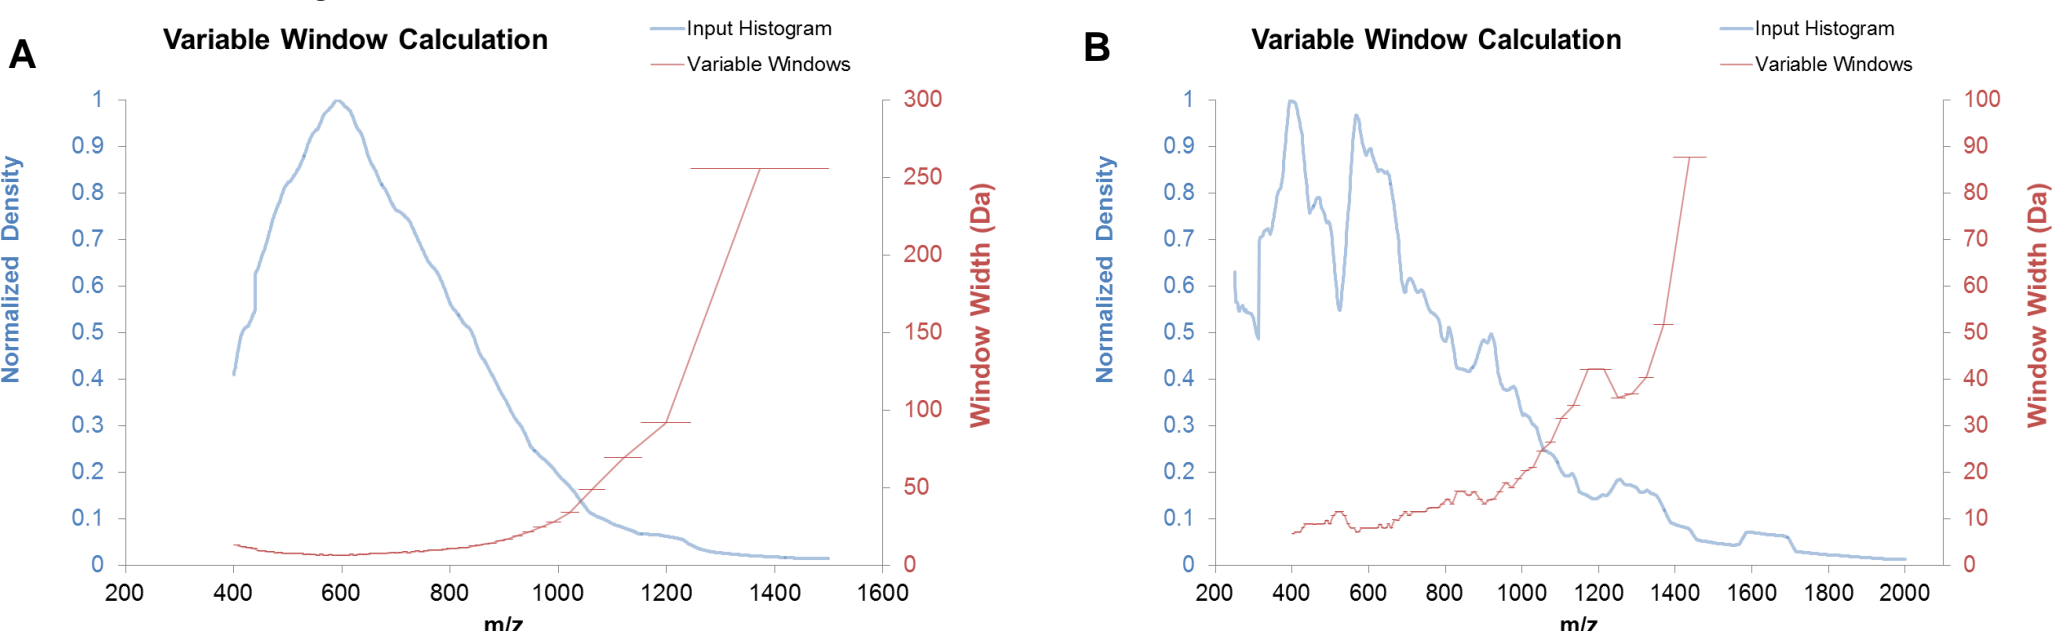 A
Variable Window Calculation
Input Histogram
Variable Windows
Normalized Density
1
0.9
0.8
0.7
0.6
0.5
0.4
0.3
0.2
0.1
0
300
250
200
150
100
50
0
Window Width (Da)
200 400 600 800 1000 1200 1400 1600
m/z
B
Variable Window Calculation
Input Histogram
Variable Windows
Normalized Density
1
0.9
0.8
0.7
0.6
0.5
0.4
0.3
0.2
0.1
0
100
90
80
70
60
50
40
30
20
10
0
Window Width (Da)
200 400 600 800 1000 1200 1400 1600 1800 2000
m/z